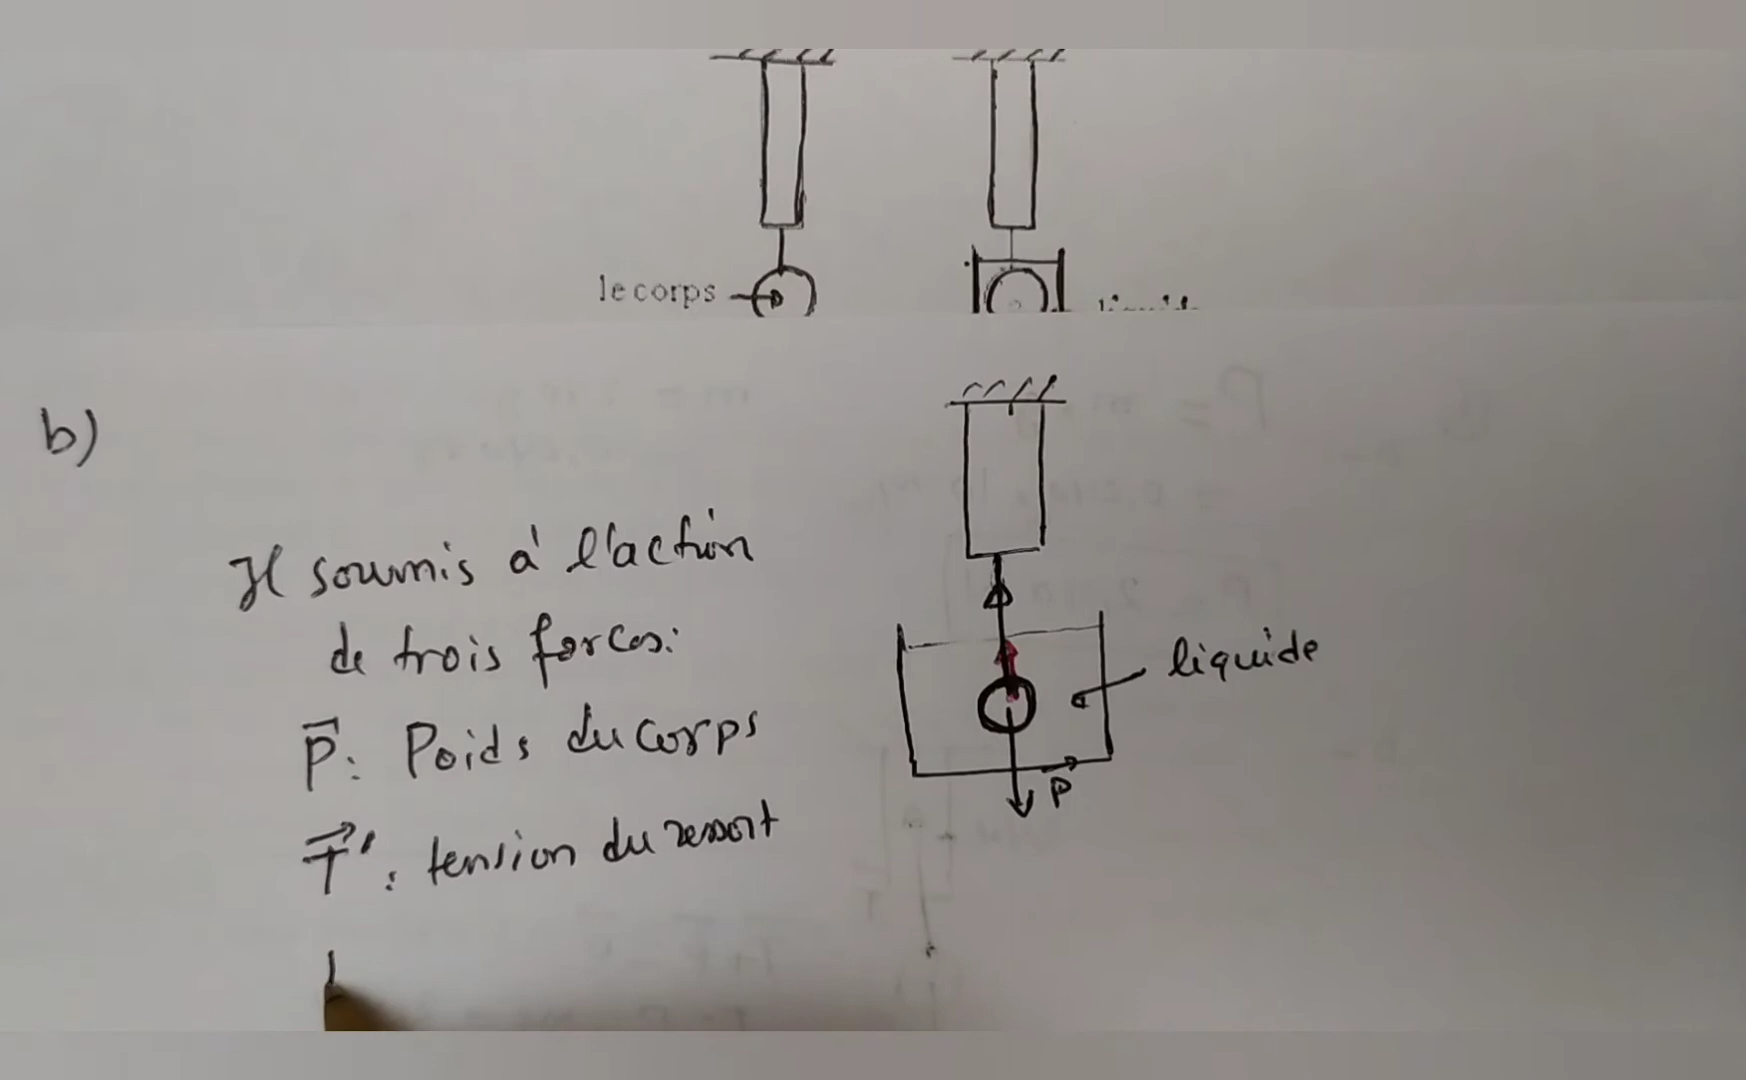 le corps
b)
Il soumis à l'action
de trois forces:
P: Poids du corps
T': tension du ressort
liquide
P